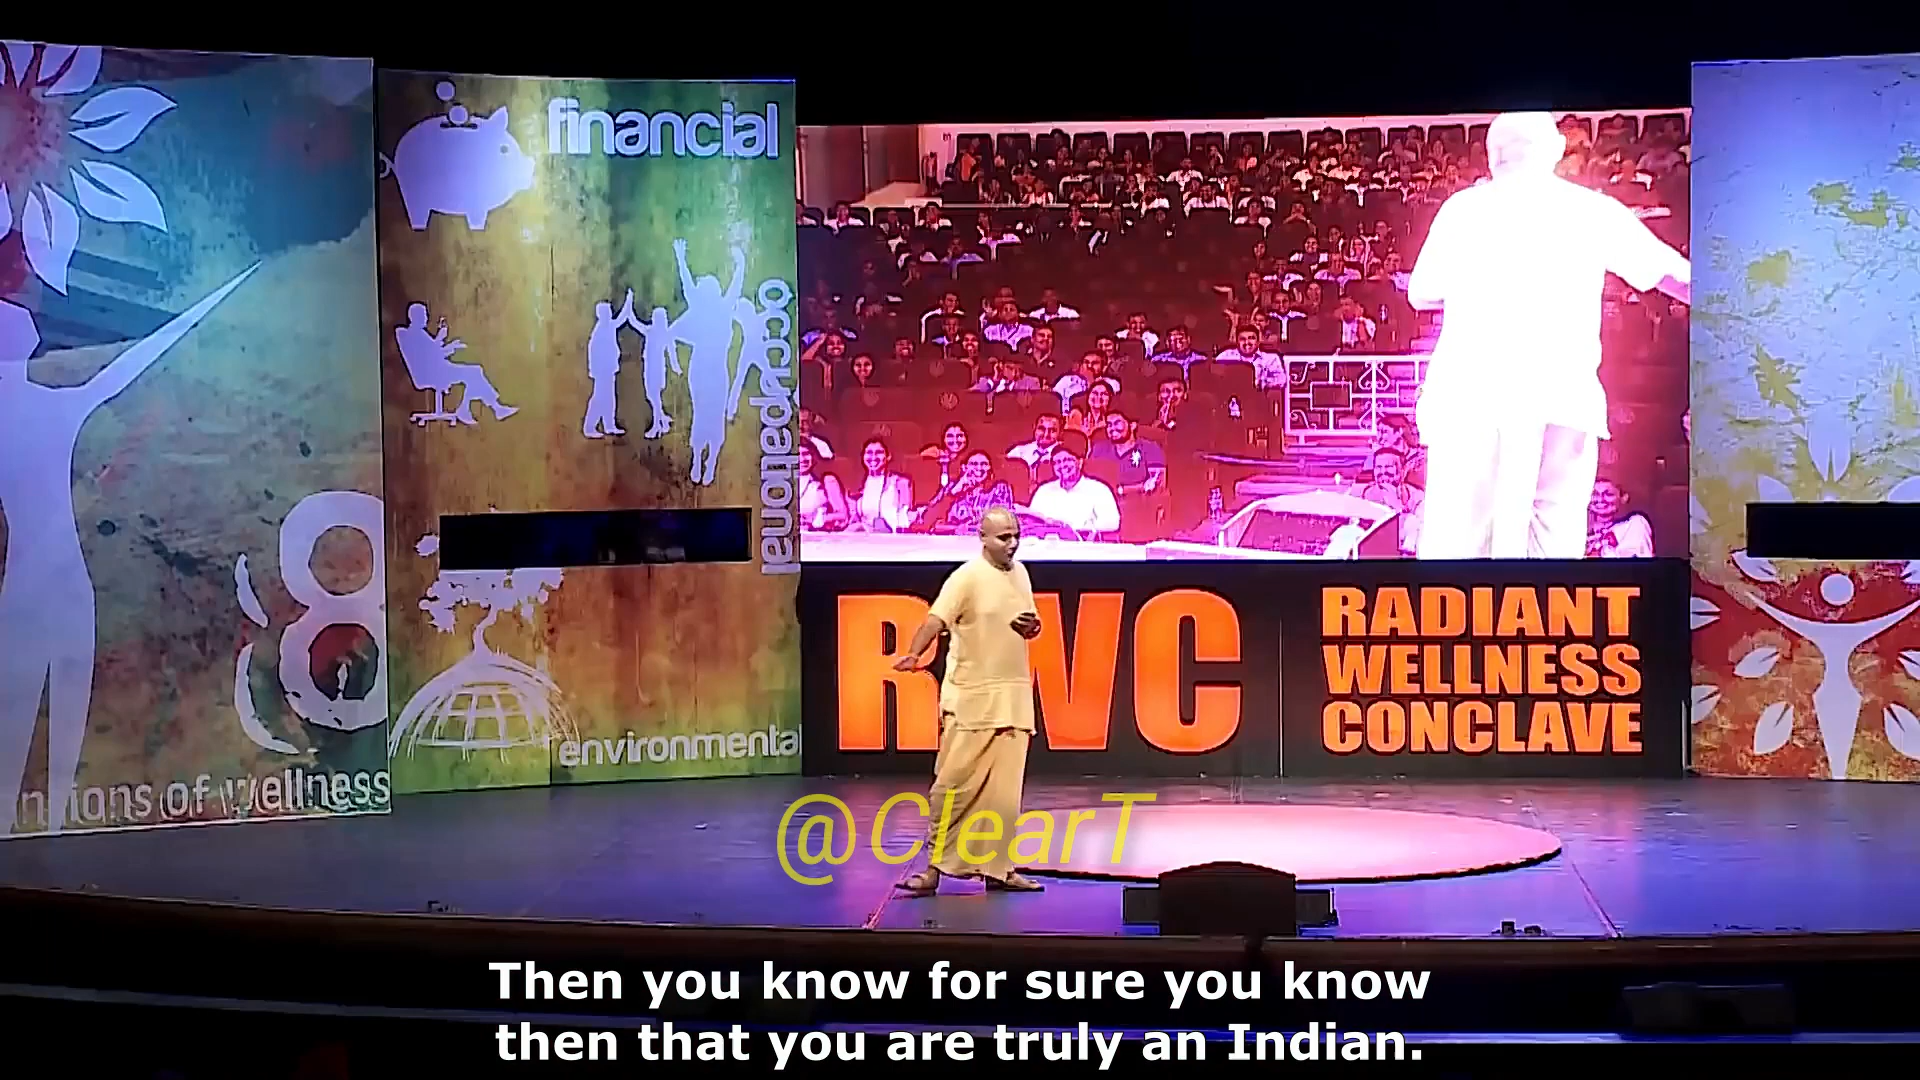 financial
occupational
8
environmental
of wellness
RWC
RADIANT
WELLNESS
CONCLAVE
@ClearT
Then you know for sure you know
then that you are truly an Indian.